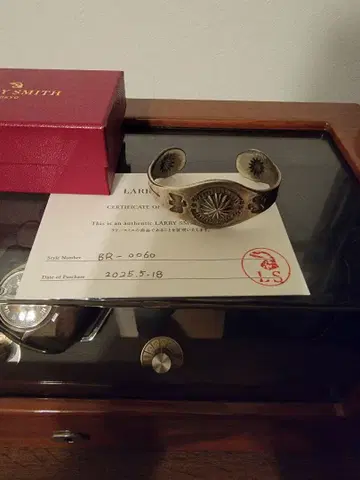 RY SMITH
LARR
CERTIFICATE OF
This is an authentic LARRY SM
Style Number BR-0060
Date of Purchase 2025.5.18
LS